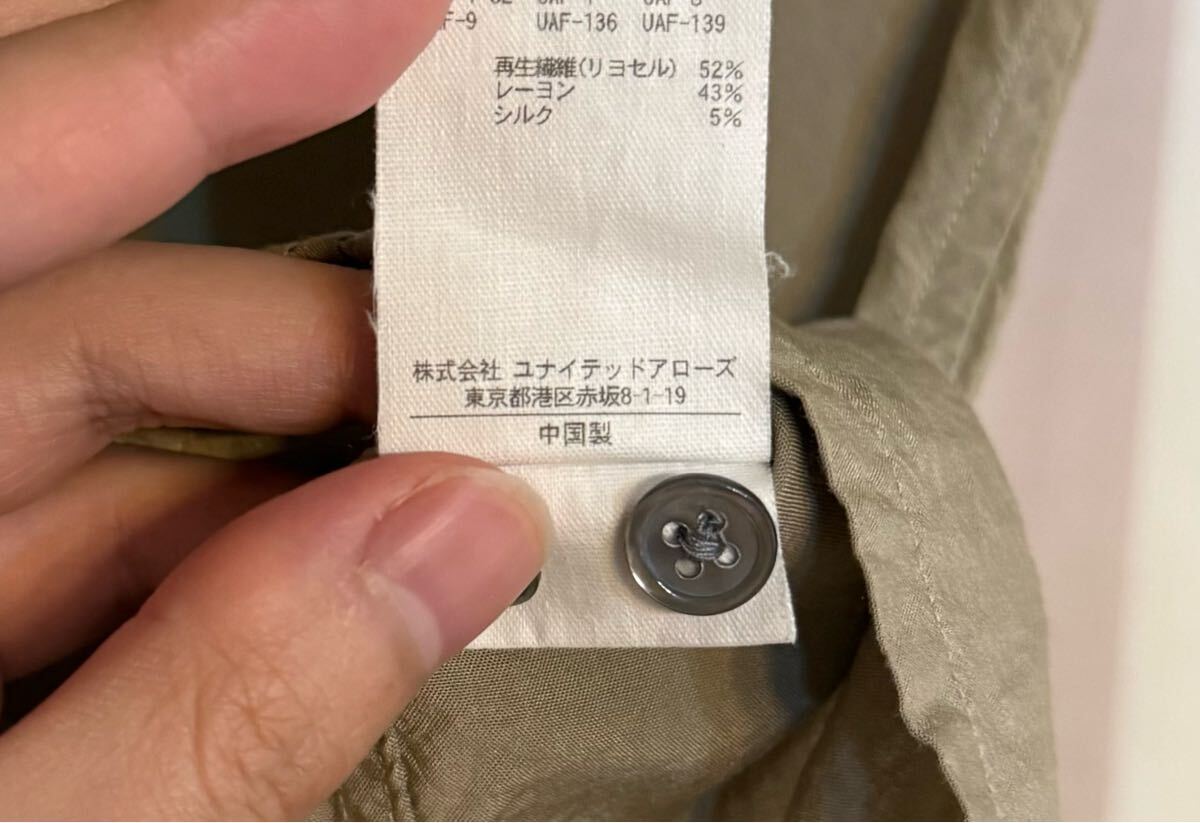 F-9 UAF-136 UAF-139
再生繊維(リヨセル) 52%
レーヨン 43%
シルク 5%
株式会社 ユナイテッドアローズ
東京都港区赤坂8-1-19
中国製